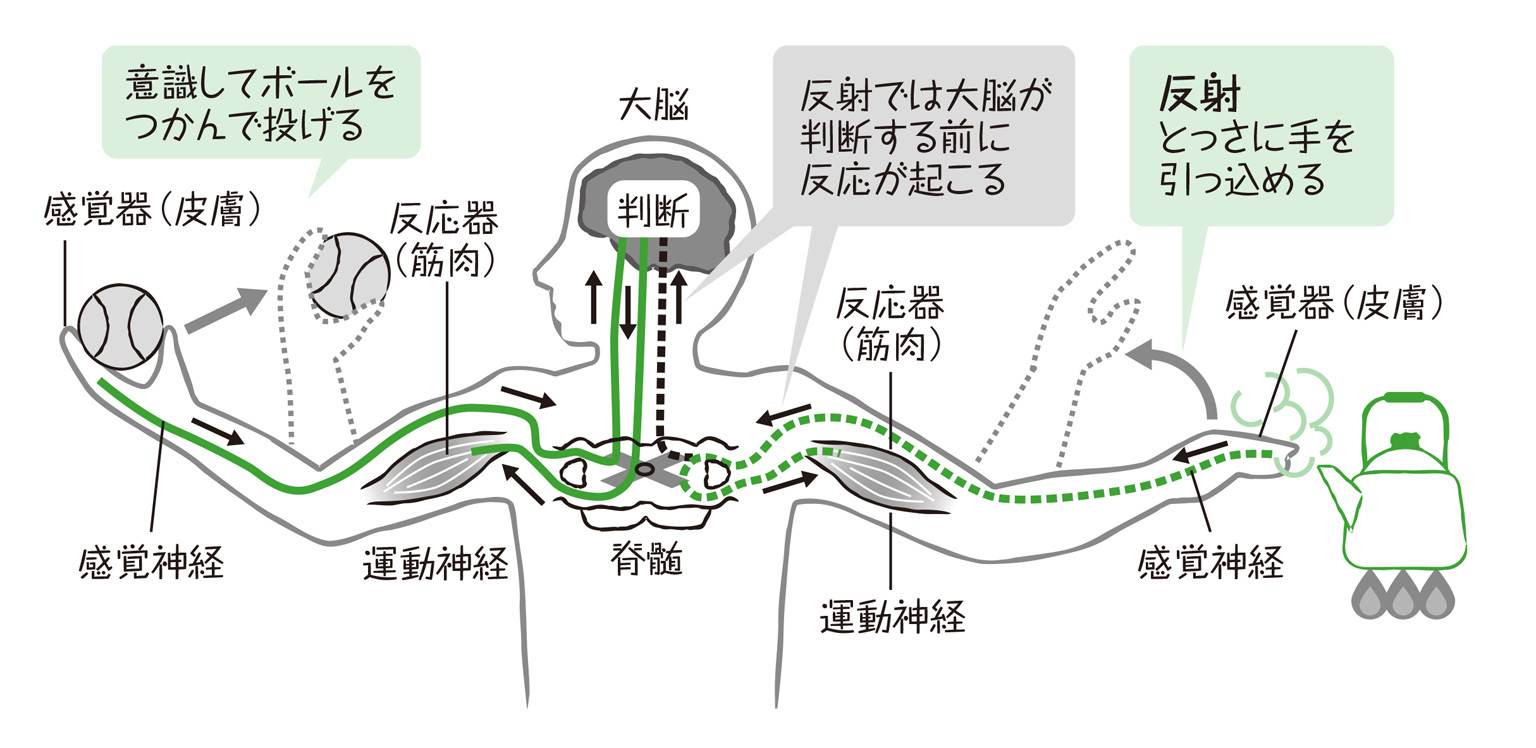 意識してボールを
つかんで投げる
感覚器（皮膚）
反応器
（筋肉）
大脳
判断
反射では大脳が
判断する前に
反応が起こる
反射
とっさに手を
引っ込める
反応器
（筋肉）
感覚器（皮膚）
感覚神経
運動神経
脊髄
運動神経
感覚神経